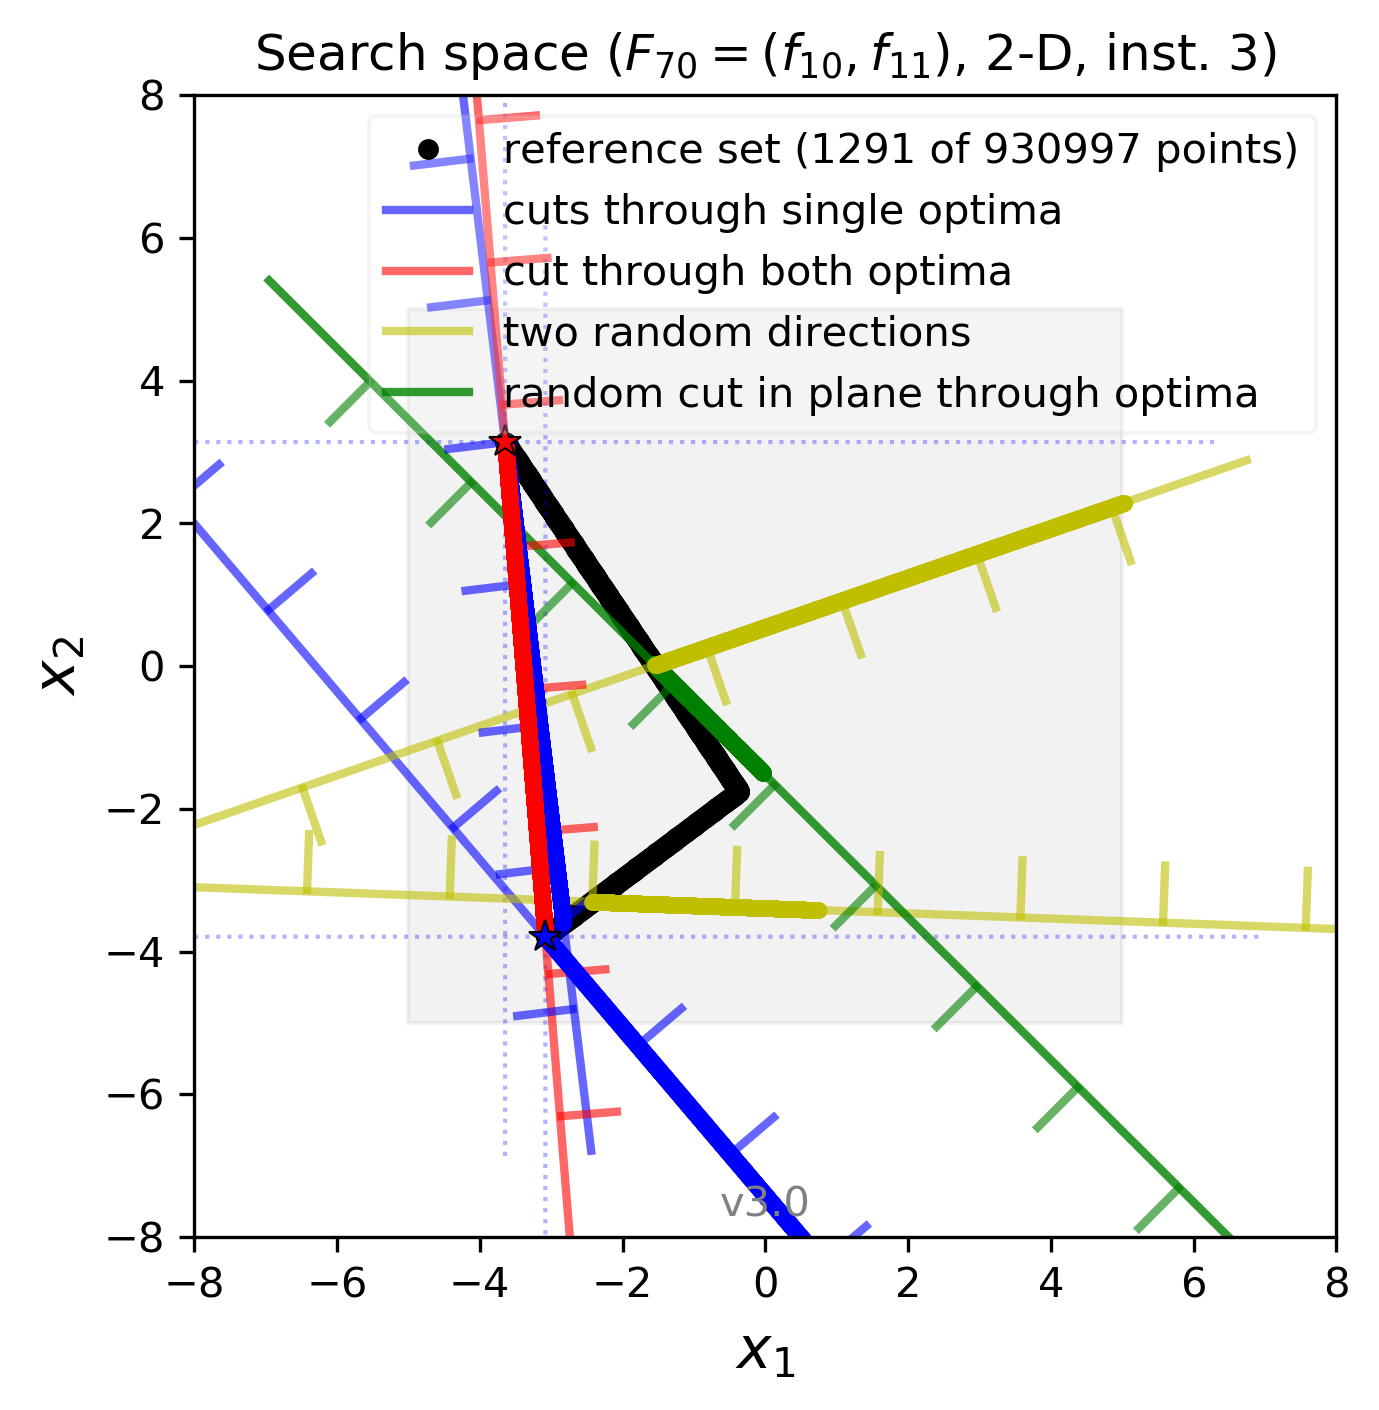 Search space (F₇₀ = (f₁₀, f₁₁), 2-D, inst. 3)
8
6
4
2
0
−2
−4
−6
−8
x₂
reference set (1291 of 930997 points)
cuts through single optima
cut through both optima
two random directions
random cut in plane through optima
v3.0
−8 −6 −4 −2 0 2 4 6 8
x₁